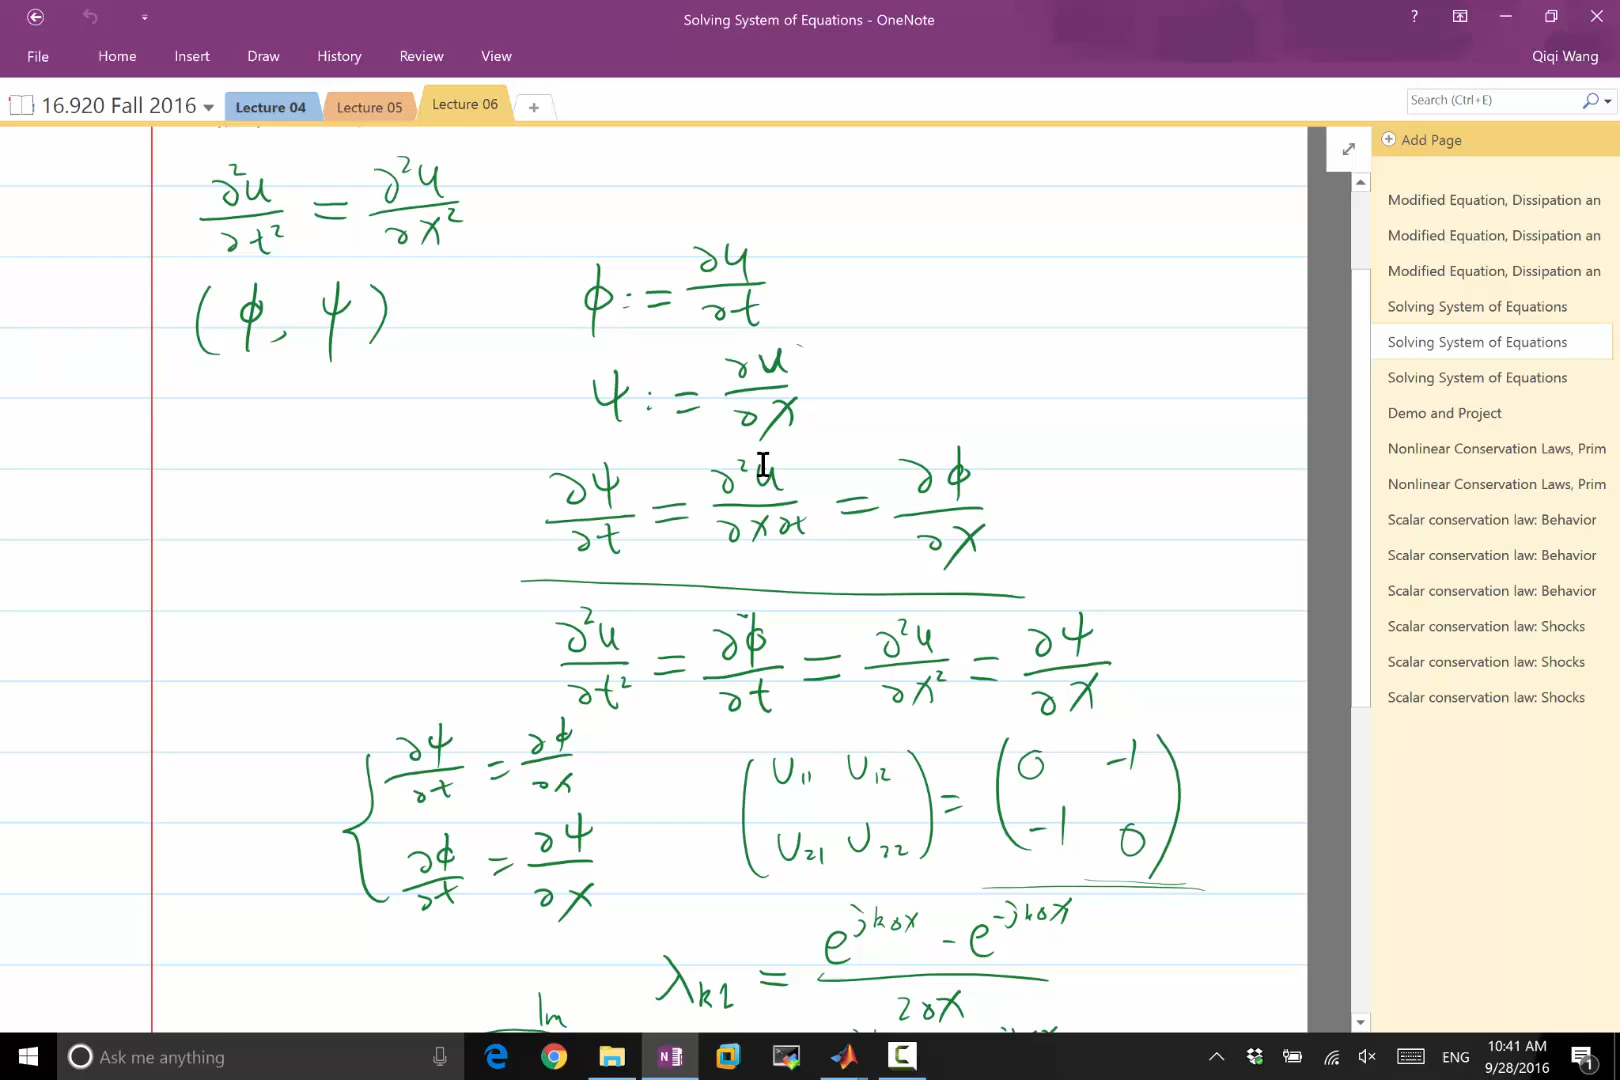 Solving System of Equations - OneNote
?
File Home Insert Draw History Review View
Qiqi Wang
16.920 Fall 2016 Lecture 04 Lecture 05 Lecture 06 +
Search (Ctrl+E)
Add Page
Modified Equation, Dissipation an
Modified Equation, Dissipation an
Modified Equation, Dissipation an
Solving System of Equations
Solving System of Equations
Solving System of Equations
Demo and Project
Nonlinear Conservation Laws, Prim
Nonlinear Conservation Laws, Prim
Scalar conservation law: Behavior
Scalar conservation law: Behavior
Scalar conservation law: Behavior
Scalar conservation law: Shocks
Scalar conservation law: Shocks
Scalar conservation law: Shocks
∂²u/∂t² = ∂²u/∂x²
(ϕ, ψ) ϕ := ∂u/∂t
ψ := ∂u/∂x
∂ψ/∂t = ∂²u/∂x∂t = ∂ϕ/∂x
∂²u/∂t² = ∂ϕ/∂t = ∂²u/∂x² = ∂ψ/∂x
{ ∂ψ/∂t = ∂ϕ/∂x
∂ϕ/∂t = ∂ψ/∂x
(U₁₁ U₁₂ = (0 -1
U₂₁ U₂₂) -1 0)
λ_k1 = (e^{jkΔx} - e^{-jkΔx})/2Δx
Im
Ask me anything
ENG
10:41 AM
9/28/2016
1